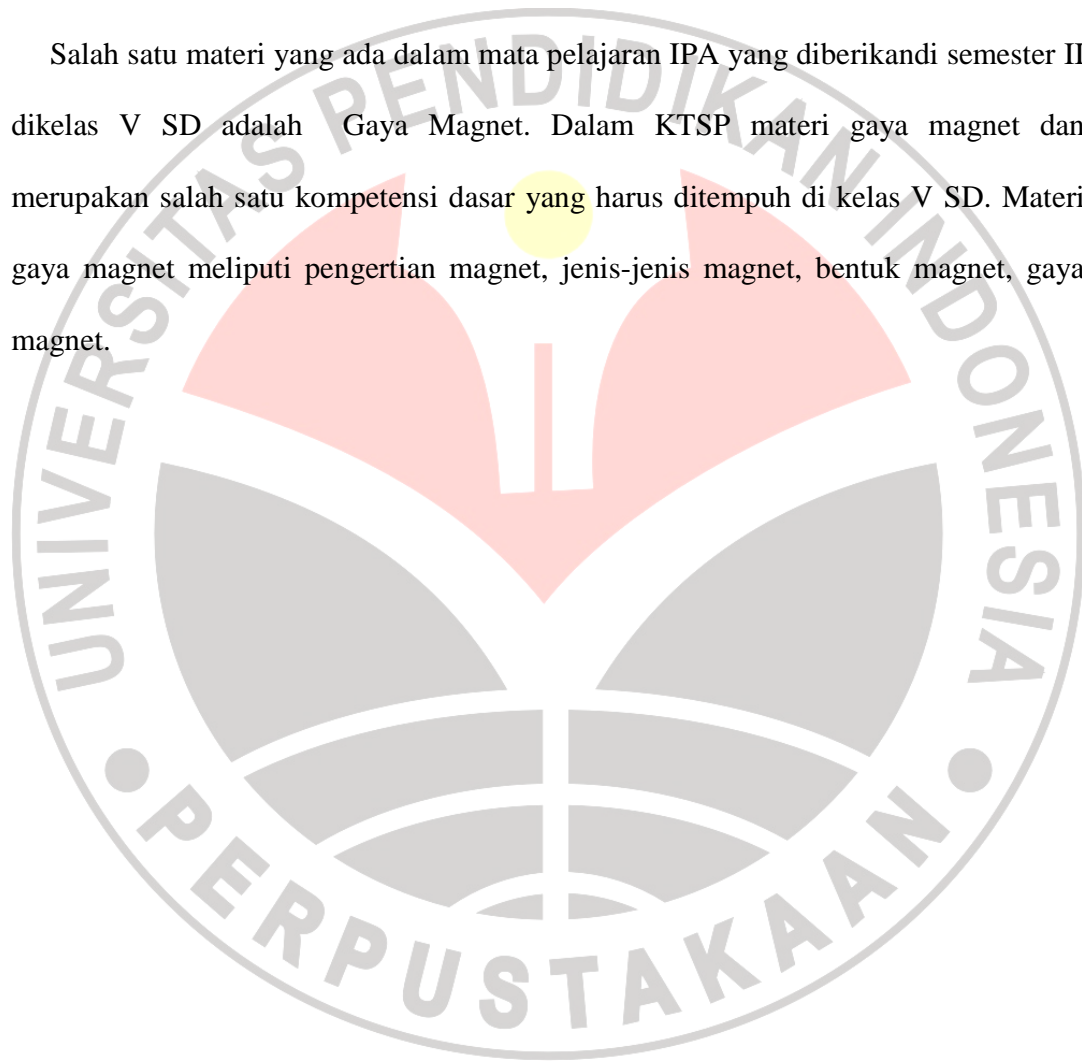 Salah satu materi yang ada dalam mata pelajaran IPA yang diberikandi semester II
dikelas V SD adalah Gaya Magnet. Dalam KTSP materi gaya magnet dan
merupakan salah satu kompetensi dasar yang harus ditempuh di kelas V SD. Materi
gaya magnet meliputi pengertian magnet, jenis-jenis magnet, bentuk magnet, gaya
magnet.
UNIVERSITAS PENDIDIKAN INDONESIA
PERPUSTAKAAN